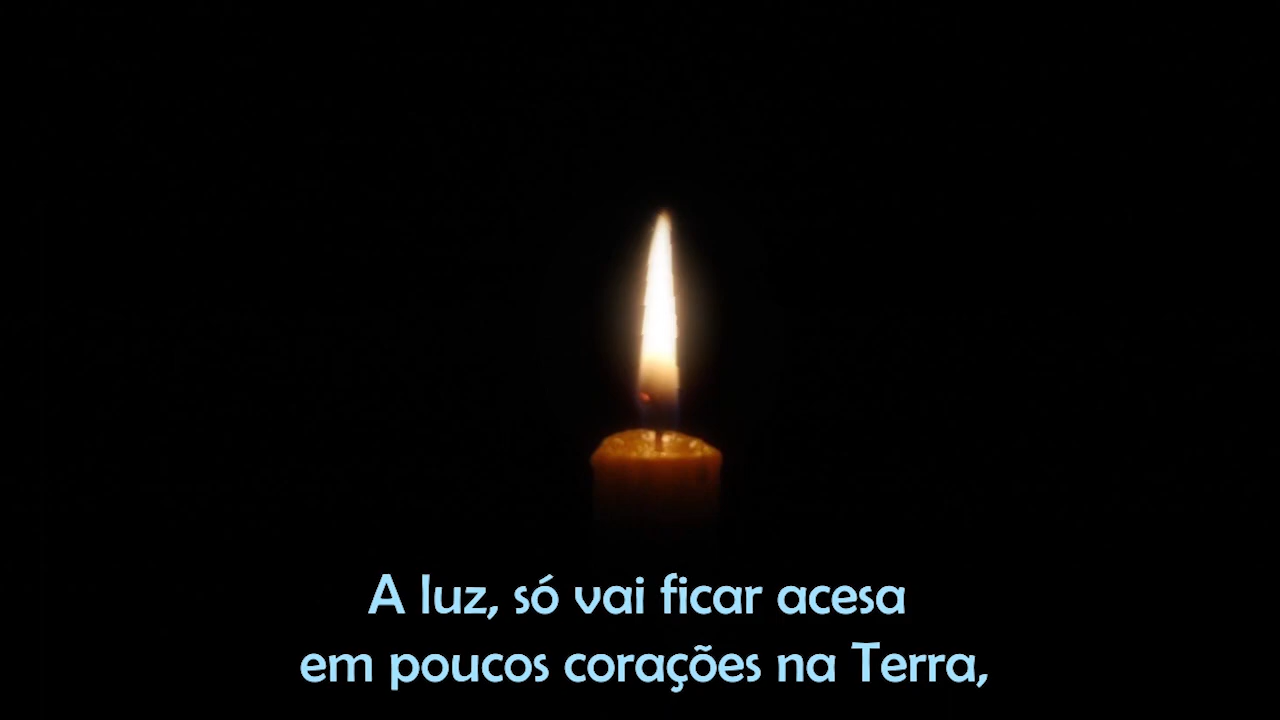 A luz, só vai ficar acesa
em poucos corações na Terra,